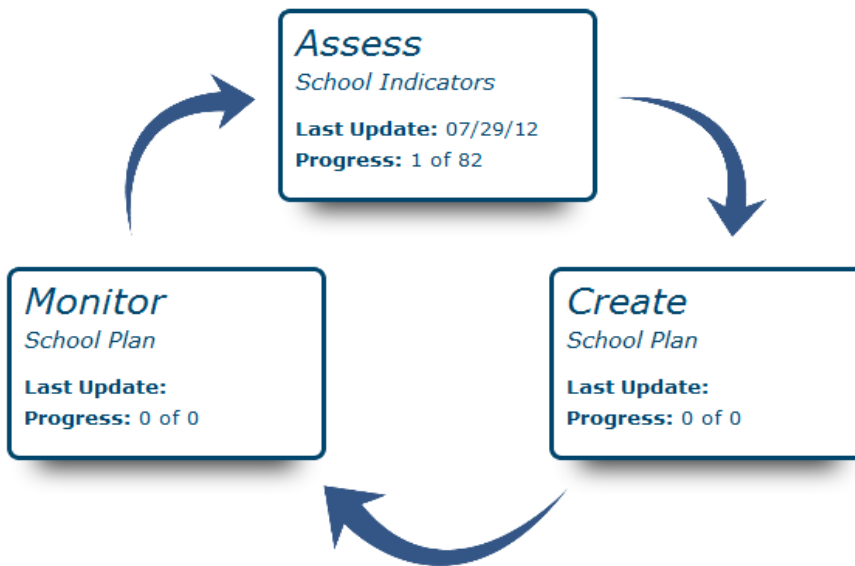 Assess
School Indicators
Last Update: 07/29/12
Progress: 1 of 82
Monitor
School Plan
Last Update:
Progress: 0 of 0
Create
School Plan
Last Update:
Progress: 0 of 0